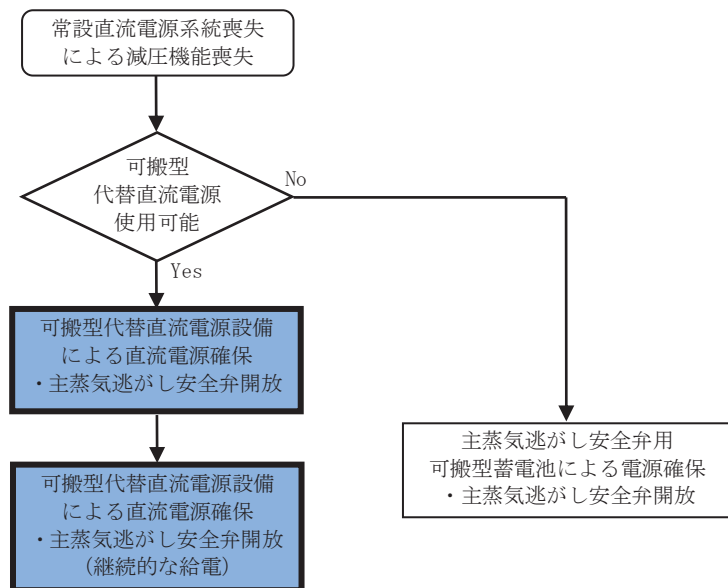 常設直流電源系統喪失
による減圧機能喪失
可搬型
代替直流電源
使用可能
No
Yes
可搬型代替直流電源設備
による直流電源確保
・主蒸気逃がし安全弁開放
主蒸気逃がし安全弁用
可搬型蓄電池による電源確保
・主蒸気逃がし安全弁開放
可搬型代替直流電源設備
による直流電源確保
・主蒸気逃がし安全弁開放
(継続的な給電)